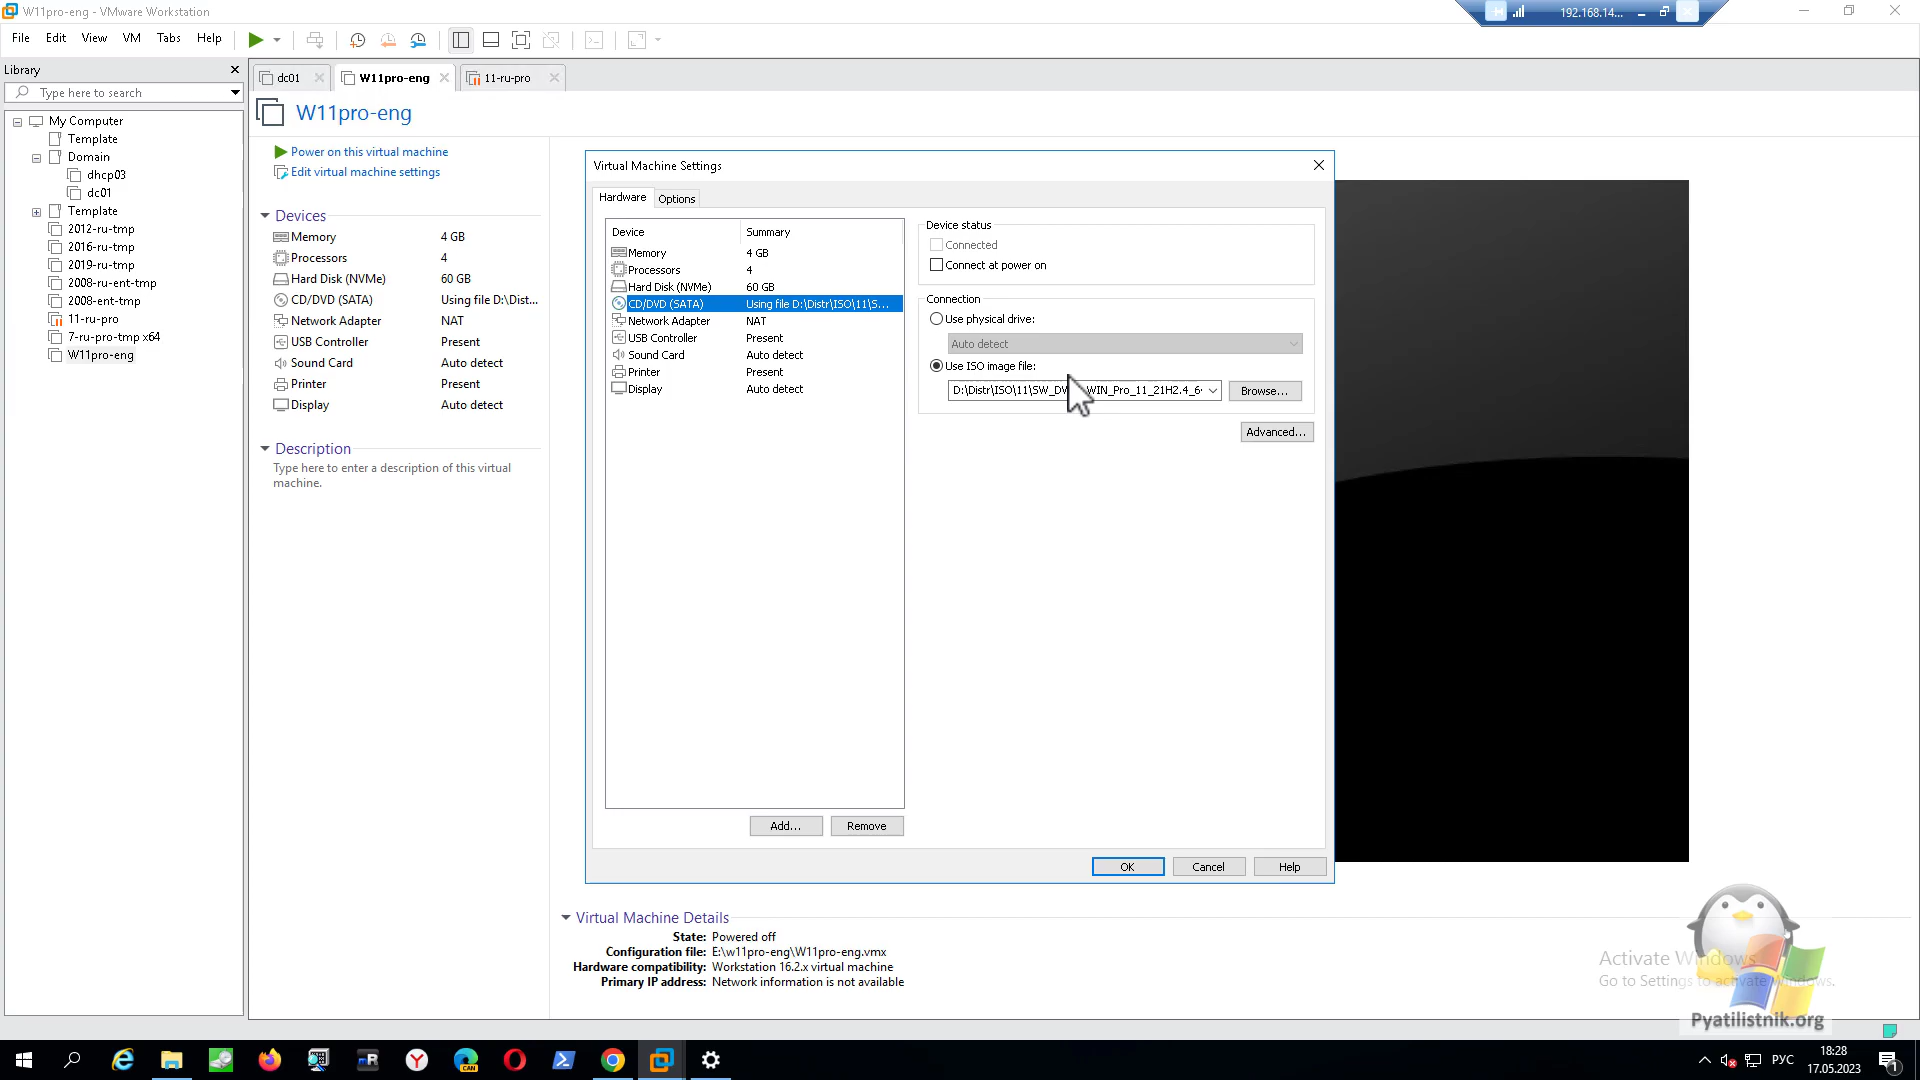 W11pro-eng - VMware Workstation
192.168.14...
File Edit View VM Tabs Help
Library
Type here to search
My Computer
Template
Domain
dhcp03
dc01
Template
2012-ru-tmp
2016-ru-tmp
2019-ru-tmp
2008-ru-ent-tmp
2008-ent-tmp
11-ru-pro
7-ru-pro-tmp x64
W11pro-eng
dc01 W11pro-eng 11-ru-pro
W11pro-eng
Power on this virtual machine
Edit virtual machine settings
Devices
Memory 4 GB
Processors 4
Hard Disk (NVMe) 60 GB
CD/DVD (SATA) Using file D:\Dist...
Network Adapter NAT
USB Controller Present
Sound Card Auto detect
Printer Present
Display Auto detect
Description
Type here to enter a description of this virtual
machine.
Virtual Machine Settings
Hardware Options
Device Summary
Memory 4 GB
Processors 4
Hard Disk (NVMe) 60 GB
CD/DVD (SATA) Using file D:\Distr\ISO\11\S...
Network Adapter NAT
USB Controller Present
Sound Card Auto detect
Printer Present
Display Auto detect
Add... Remove
Device status
Connected
Connect at power on
Connection
Use physical drive:
Auto detect
Use ISO image file:
D:\Distr\ISO\11\SW_DV WIN_Pro_11_21H2.4_6 Browse...
Advanced...
OK Cancel Help
Virtual Machine Details
State: Powered off
Configuration file: E:\w11pro-eng\W11pro-eng.vmx
Hardware compatibility: Workstation 16.2.x virtual machine
Primary IP address: Network information is not available
Activate Windows
Go to Settings to activate Windows.
Pyatilistnik.org
CAN
РУС
18:28
17.05.2023
1